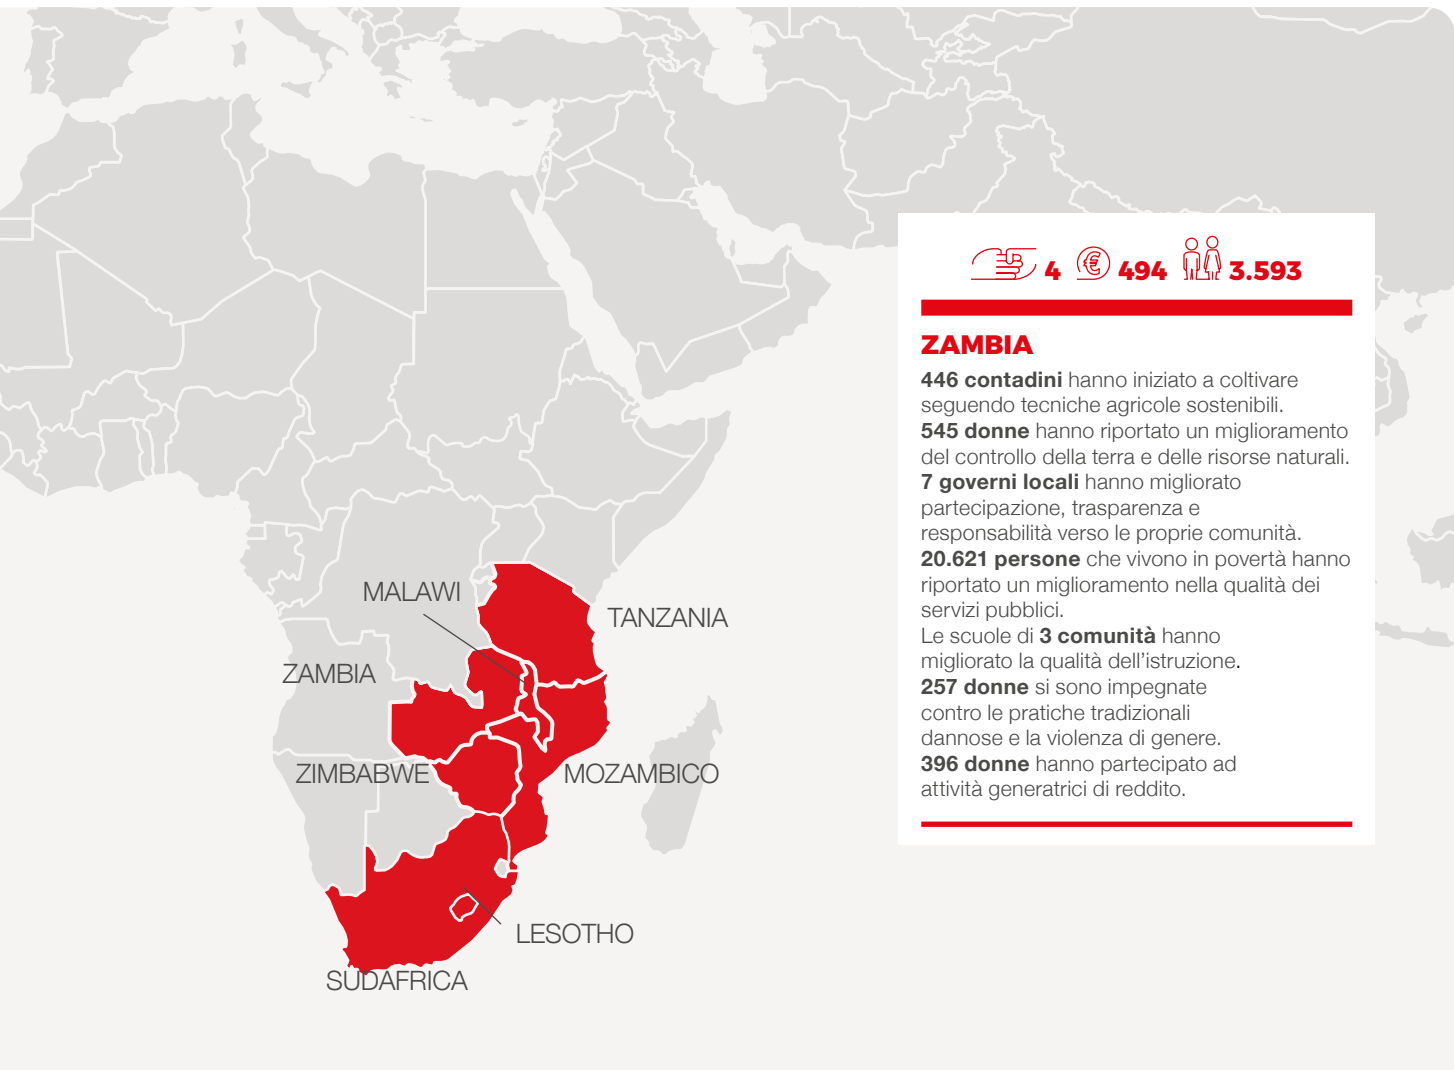 4 494 3.593
ZAMBIA
446 contadini hanno iniziato a coltivare
seguendo tecniche agricole sostenibili.
545 donne hanno riportato un miglioramento
del controllo della terra e delle risorse naturali.
7 governi locali hanno migliorato
partecipazione, trasparenza e
responsabilità verso le proprie comunità.
20.621 persone che vivono in povertà hanno
riportato un miglioramento nella qualità dei
servizi pubblici.
Le scuole di 3 comunità hanno
migliorato la qualità dell'istruzione.
257 donne si sono impegnate
contro le pratiche tradizionali
dannose e la violenza di genere.
396 donne hanno partecipato ad
attività generatrici di reddito.
MALAWI
TANZANIA
ZAMBIA
ZIMBABWE
MOZAMBICO
LESOTHO
SUDAFRICA